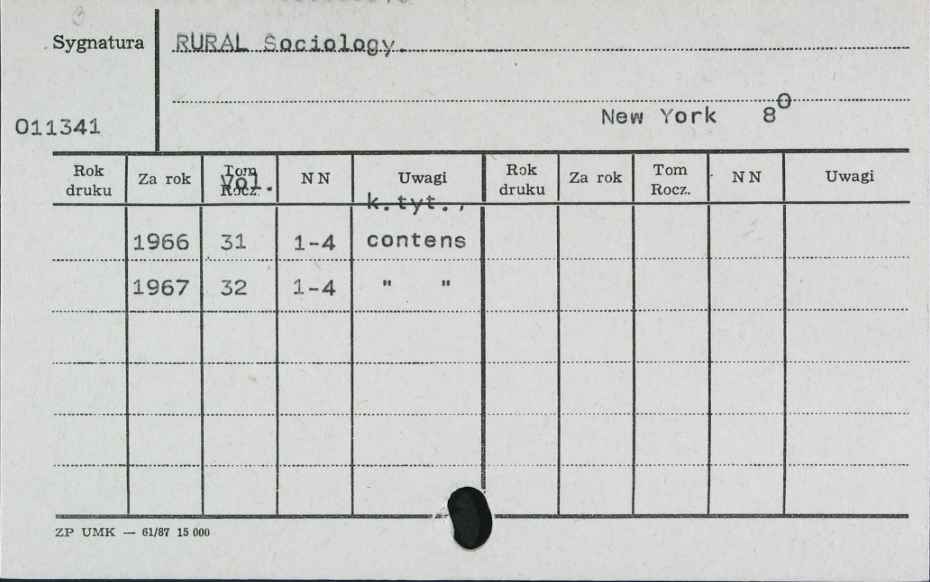 Sygnatura RURAL Sociology.
New York 8⁰
011341
Rok druku Za rok Tom Rocz. Vol. NN Uwagi Rok druku Za rok Tom Rocz. NN Uwagi
k.tyt.,
1966 31 1-4 contens
1967 32 1-4 " "
ZP UMK — 61/87 15 000